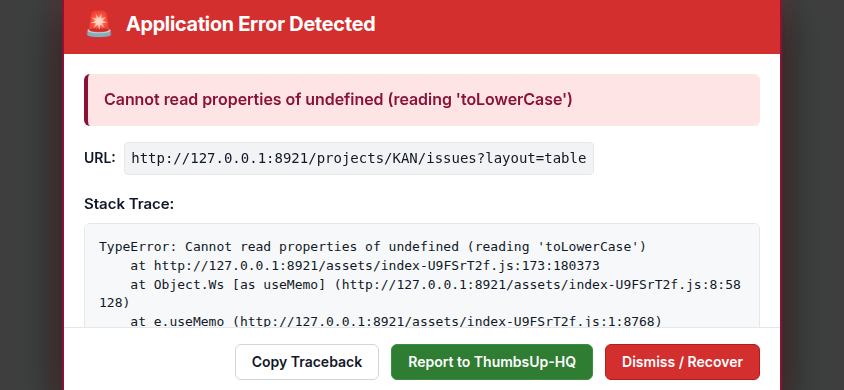 🚨 Application Error Detected
Cannot read properties of undefined (reading 'toLowerCase')
URL: http://127.0.0.1:8921/projects/KAN/issues?layout=table
Stack Trace:
TypeError: Cannot read properties of undefined (reading 'toLowerCase')
at http://127.0.0.1:8921/assets/index-U9FSrT2f.js:173:180373
at Object.Ws [as useMemo] (http://127.0.0.1:8921/assets/index-U9FSrT2f.js:8:58
128)
at e.useMemo (http://127.0.0.1:8921/assets/index-U9FSrT2f.js:1:8768)
Copy Traceback Report to ThumbsUp-HQ Dismiss / Recover